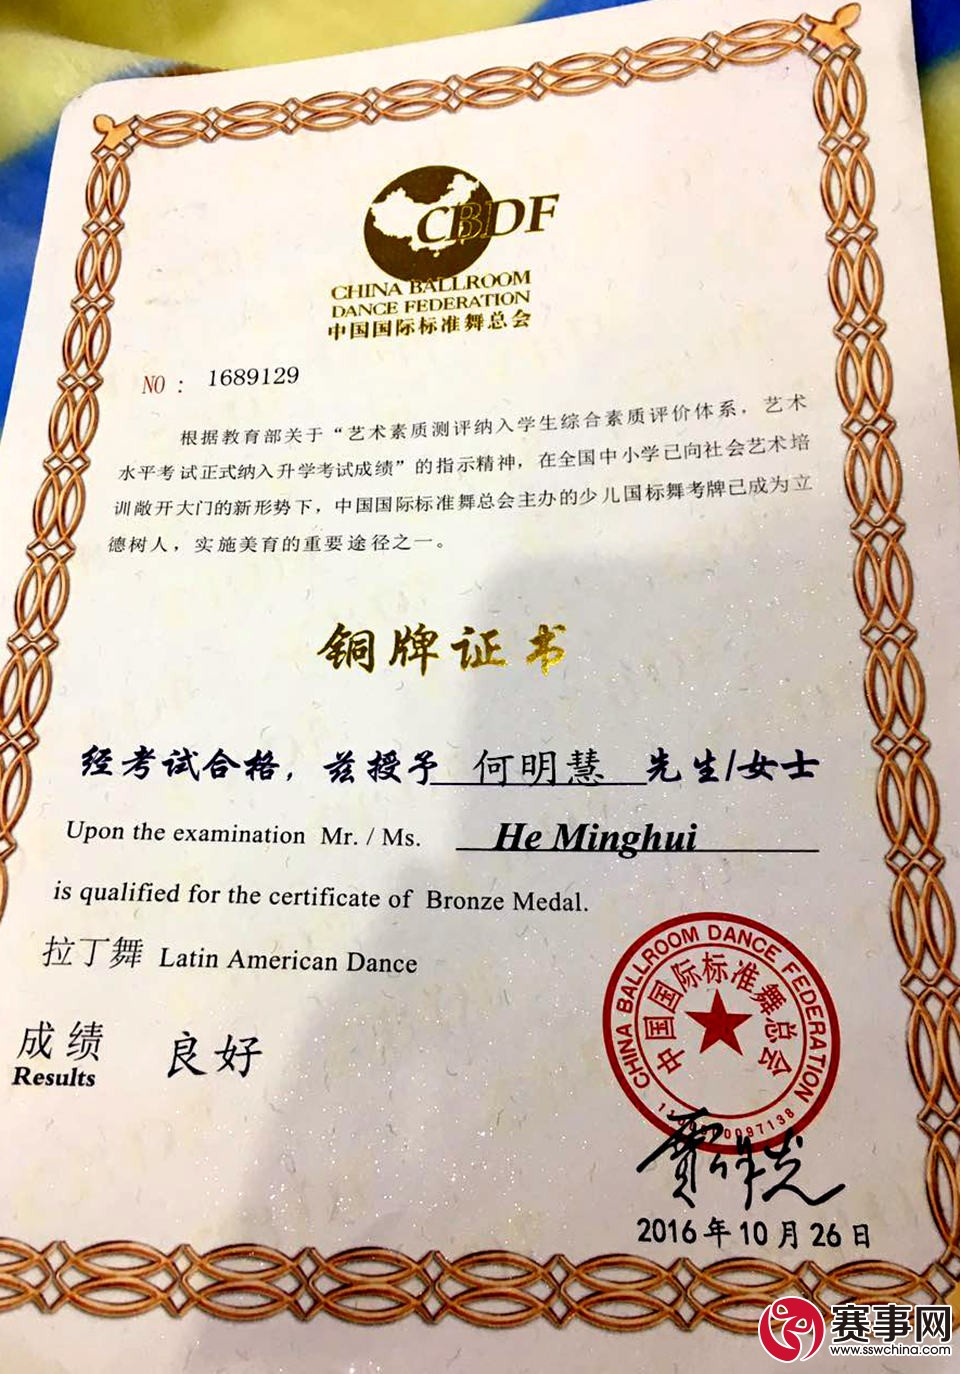 CBDF
CHINA BALLROOM
DANCE FEDERATION
中国国际标准舞总会
NO： 1689129
根据教育部关于“艺术素质测评纳入学生综合素质评价体系，艺术
水平考试正式纳入升学考试成绩”的指示精神，在全国中小学已向社会艺术培
训敞开大门的新形势下，中国国际标准舞总会主办的少儿国标舞考牌已成为立
德树人，实施美育的重要途径之一。
铜牌证书
经考试合格，兹授予 何明慧 先生/女士
Upon the examination Mr. / Ms. He Minghui
is qualified for the certificate of Bronze Medal.
拉丁舞 Latin American Dance
成绩 良好
Results
CHINA BALLROOM DANCE FEDERATION
中国国际标准舞总会
2016年10月26日
赛事网
www.sswchina.com